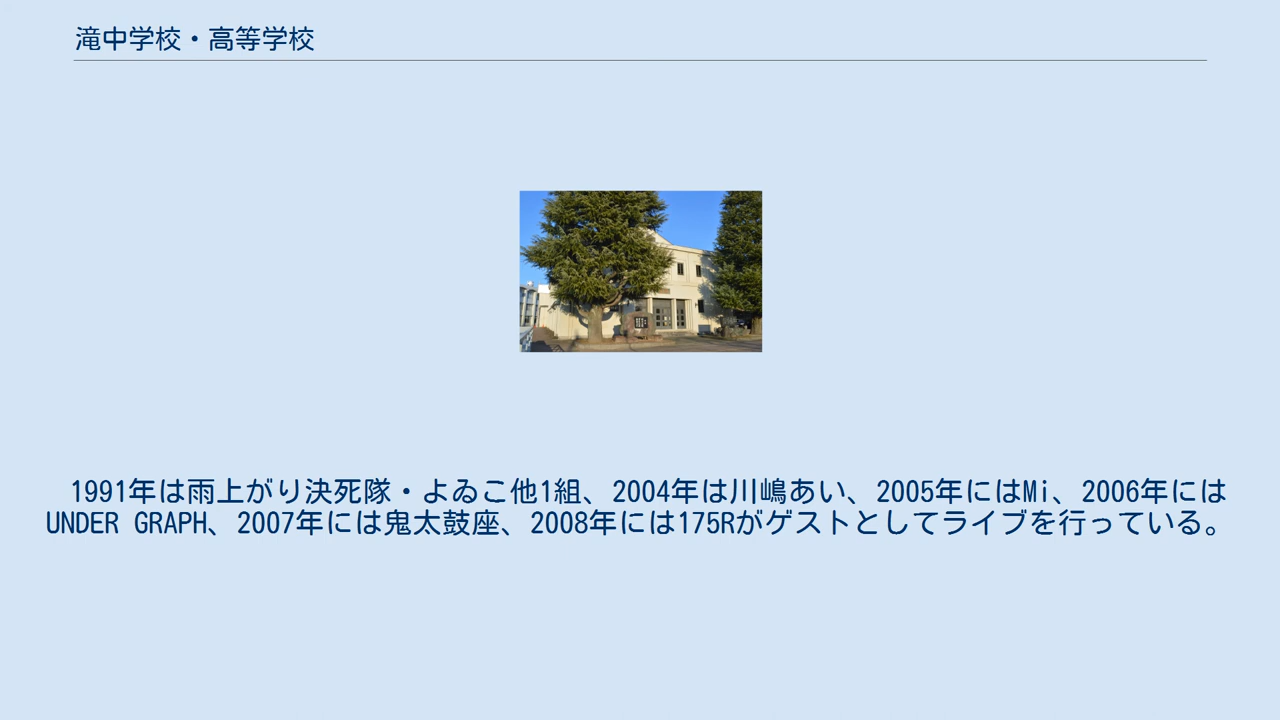 滝中学校・高等学校
1991年は雨上がり決死隊・よゐこ他1組、2004年は川嶋あい、2005年にはMi、2006年には
UNDER GRAPH、2007年には鬼太鼓座、2008年には175Rがゲストとしてライブを行っている。